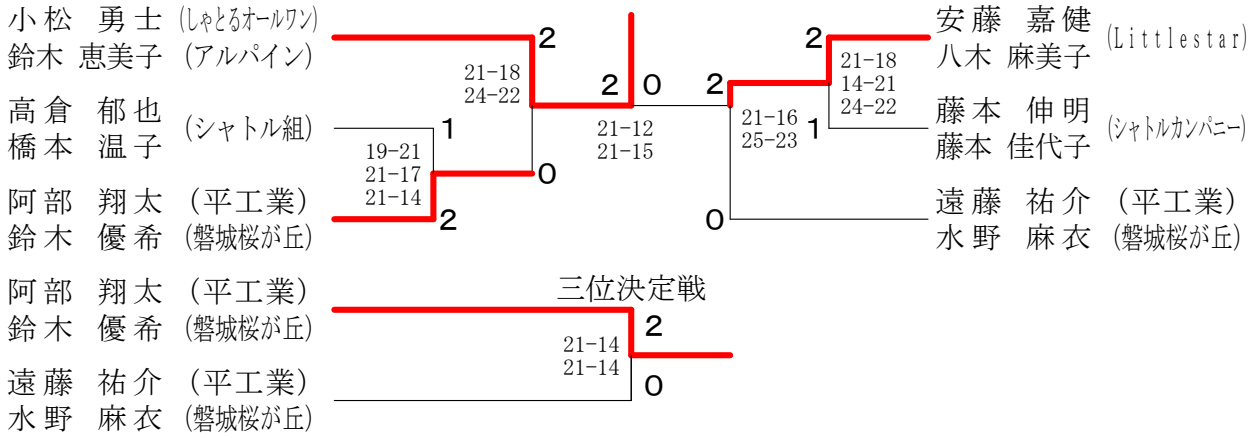 小松 勇士 (しゃとるオールワン)
鈴木 恵美子 (アルパイン)
高倉 郁也
橋本 温子
(シャトル組)
阿部 翔太 (平工業)
鈴木 優希 (磐城桜が丘)
2
21-18
24-22
1
19-21
21-17
21-14
2
0
2 0
21-12
21-15
2
2
21-18
14-21
24-22
1
21-16
25-23
0
安藤 嘉健
八木 麻美子
(Littlestar)
藤本 伸明
藤本 佳代子
(シャトルカンパニー)
遠藤 祐介 (平工業)
水野 麻衣 (磐城桜が丘)
三位決定戦
阿部 翔太 (平工業)
鈴木 優希 (磐城桜が丘)
遠藤 祐介 (平工業)
水野 麻衣 (磐城桜が丘)
2
21-14
21-14
0